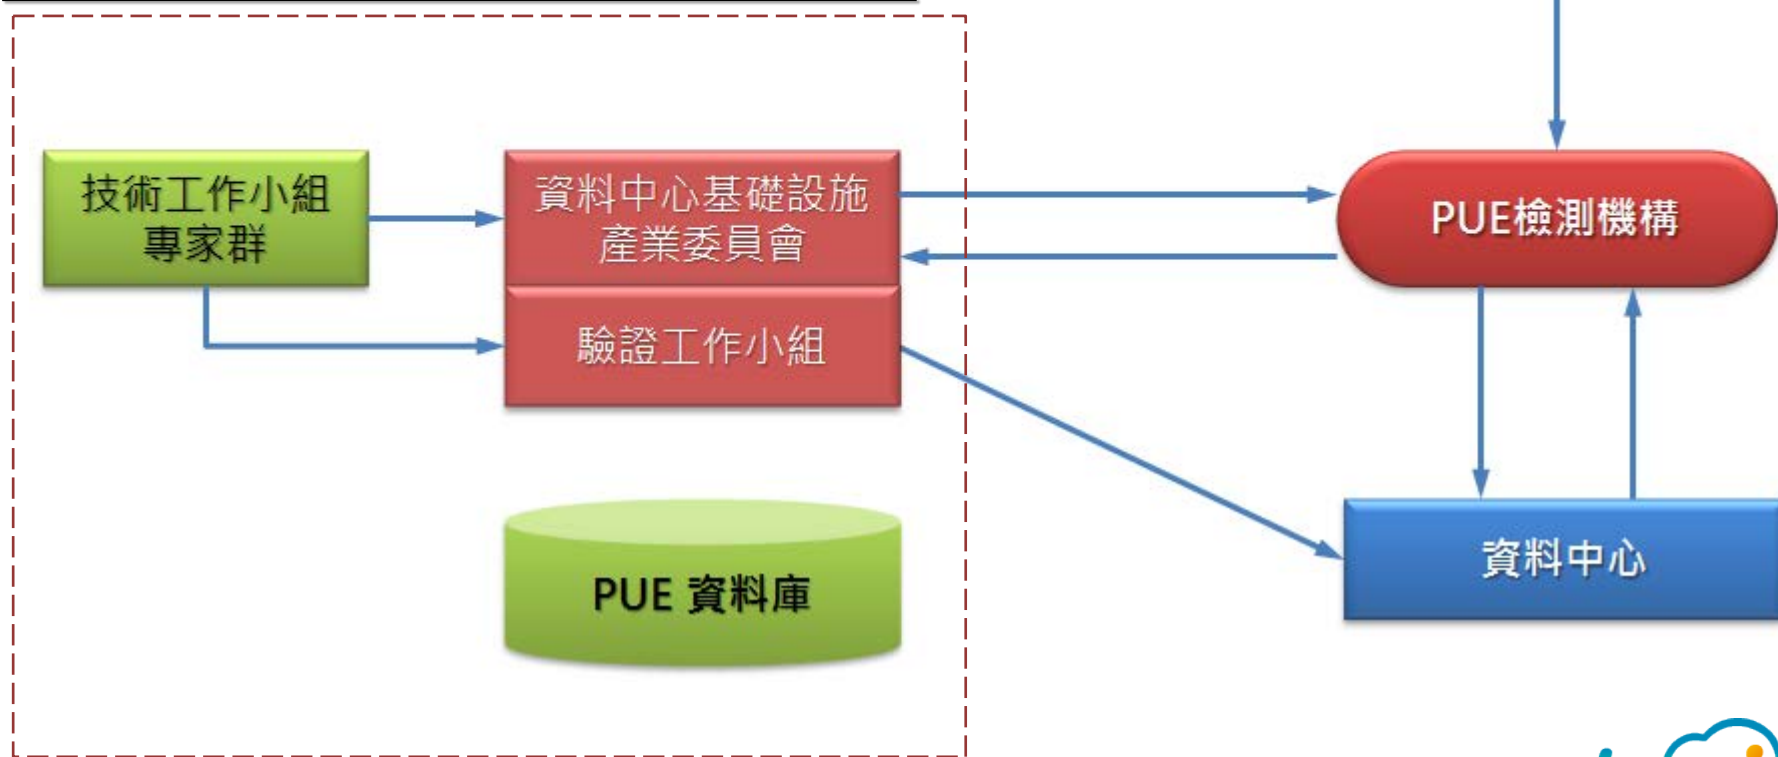 技術工作小組
專家群
資料中心基礎設施
產業委員會
PUE檢測機構
驗證工作小組
資料中心
PUE 資料庫